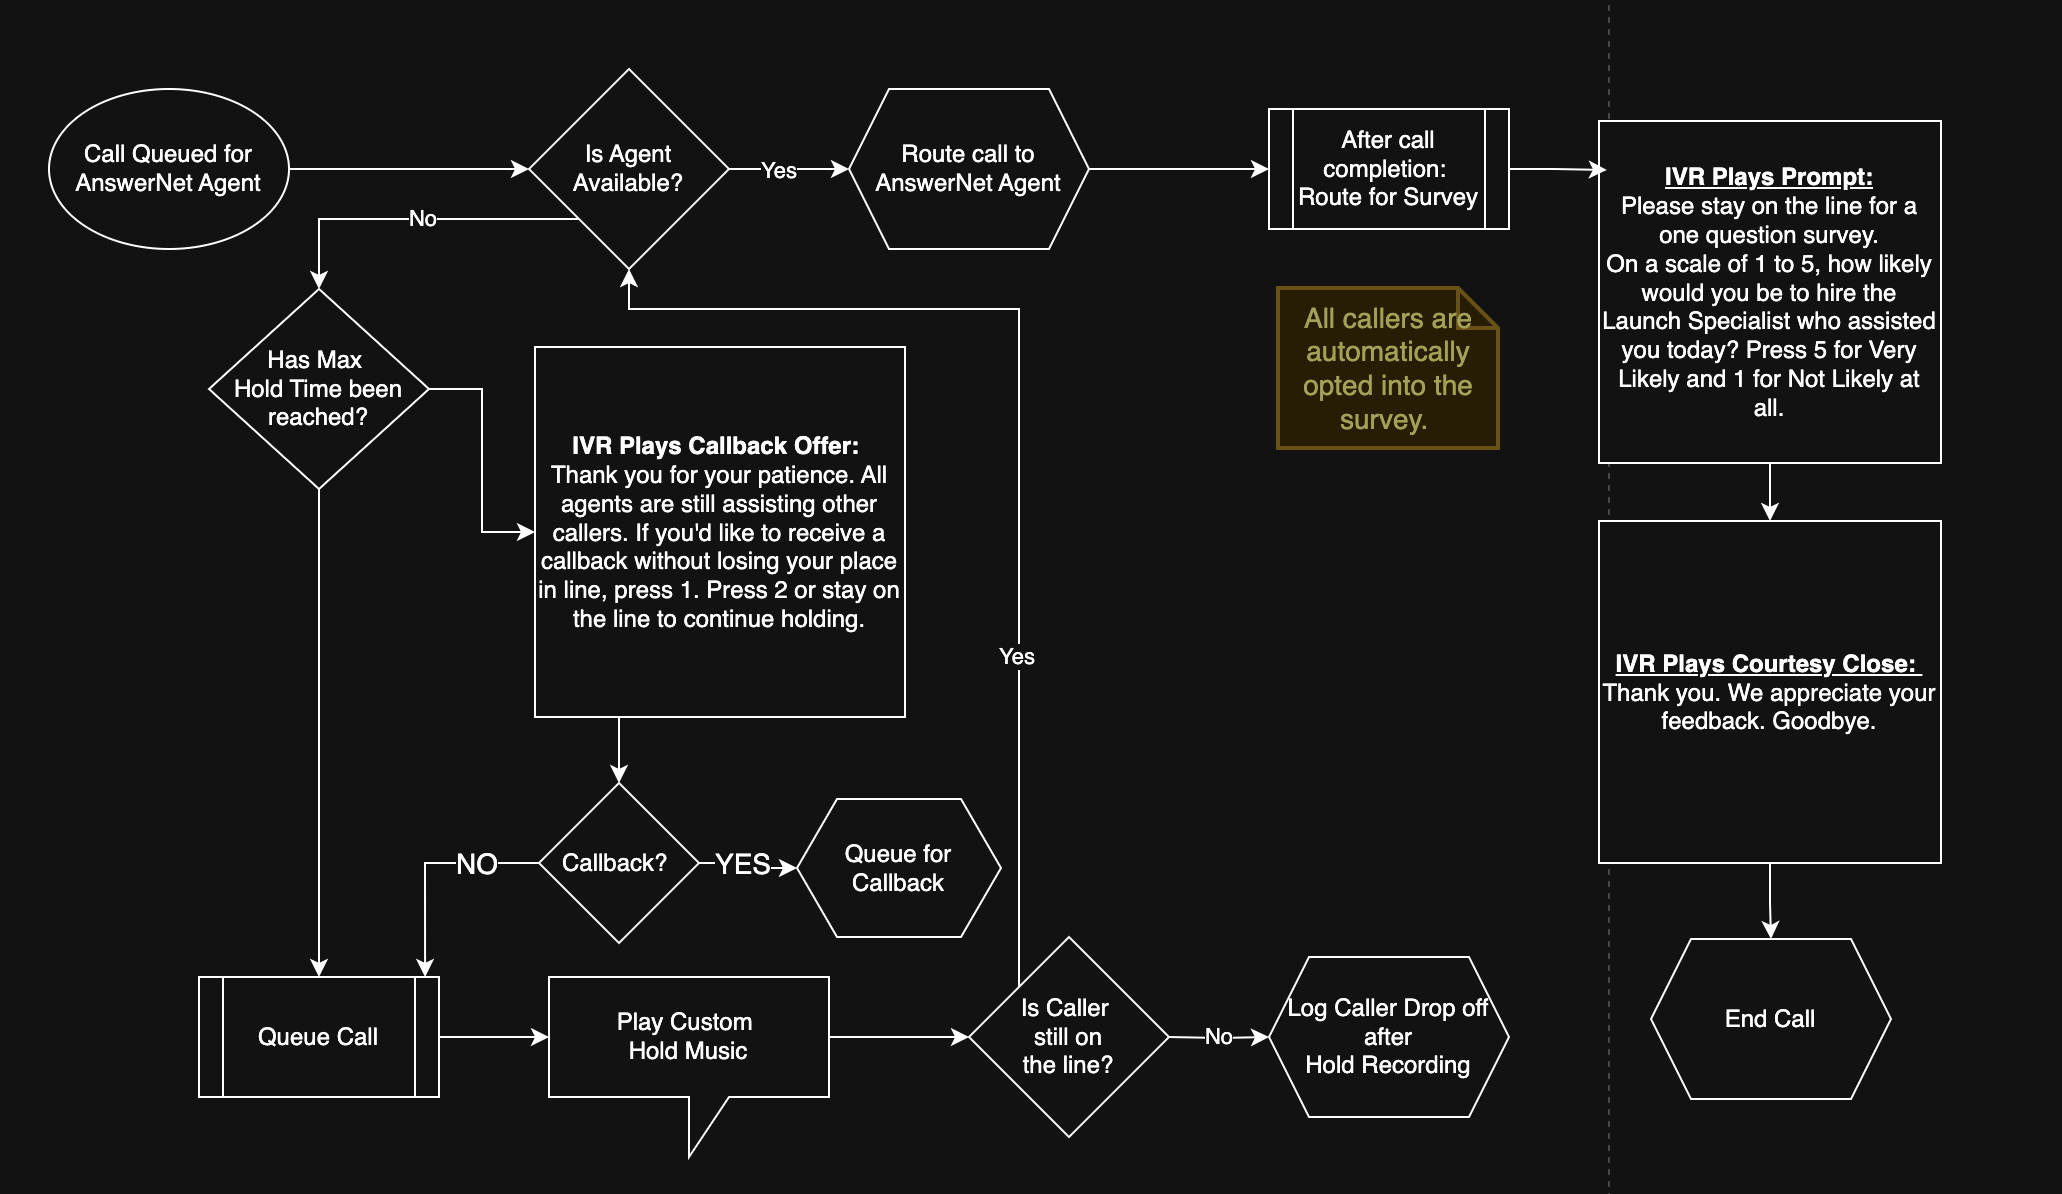 Call Queued for
AnswerNet Agent
Is Agent
Available?
Yes
Route call to
AnswerNet Agent
After call
completion:
Route for Survey
IVR Plays Prompt:
Please stay on the line for a
one question survey.
On a scale of 1 to 5, how likely
would you be to hire the
Launch Specialist who assisted
you today? Press 5 for Very
Likely and 1 for Not Likely at
all.
No
Has Max
Hold Time been
reached?
All callers are
automatically
opted into the
survey.
IVR Plays Callback Offer:
Thank you for your patience. All
agents are still assisting other
callers. If you'd like to receive a
callback without losing your place
in line, press 1. Press 2 or stay on
the line to continue holding.
Yes
IVR Plays Courtesy Close:
Thank you. We appreciate your
feedback. Goodbye.
NO
Callback?
YES
Queue for
Callback
Queue Call
Play Custom
Hold Music
Is Caller
still on
the line?
No
Log Caller Drop off
after
Hold Recording
End Call